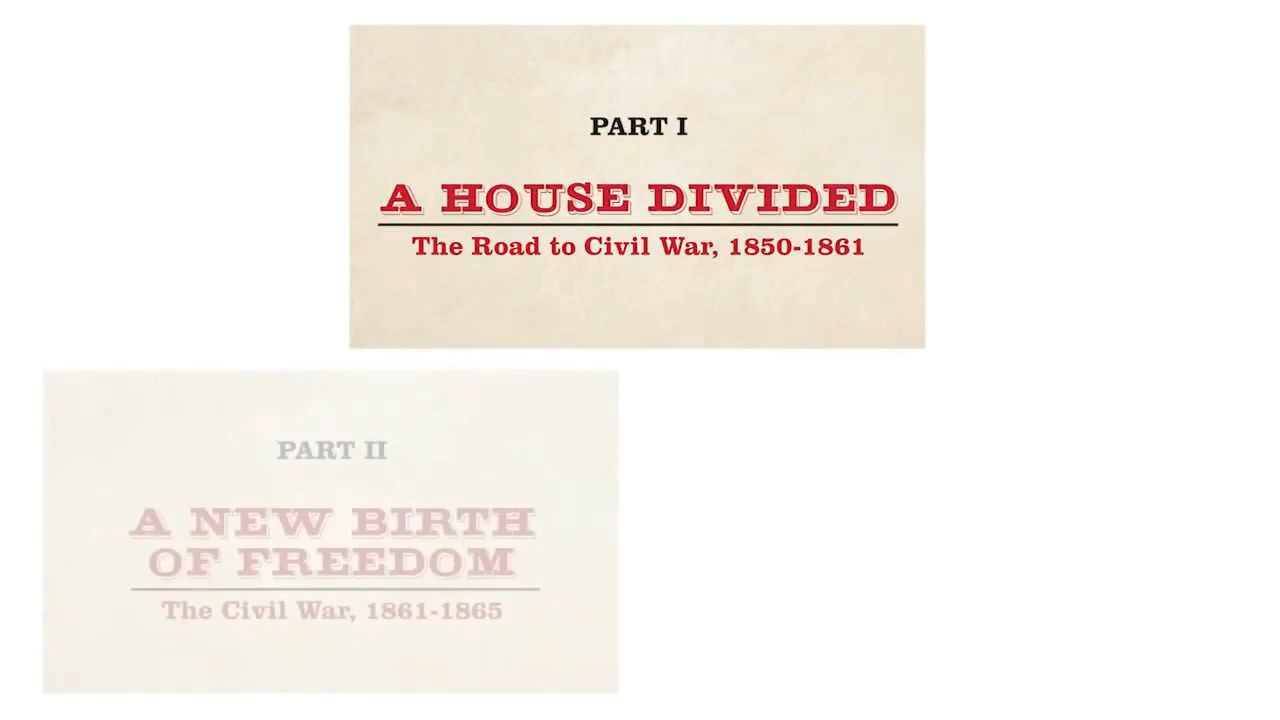 PART I
A HOUSE DIVIDED
The Road to Civil War, 1850-1861
PART II
A NEW BIRTH
OF FREEDOM
The Civil War, 1861-1865